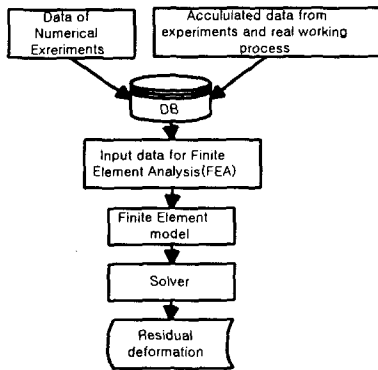 Data of
Numerical
Exreriments
Accululated data from
experiments and real working
process
DB
Input data for Finite
Element Analysis(FEA)
Finite Element
model
Solver
Residual
deformation